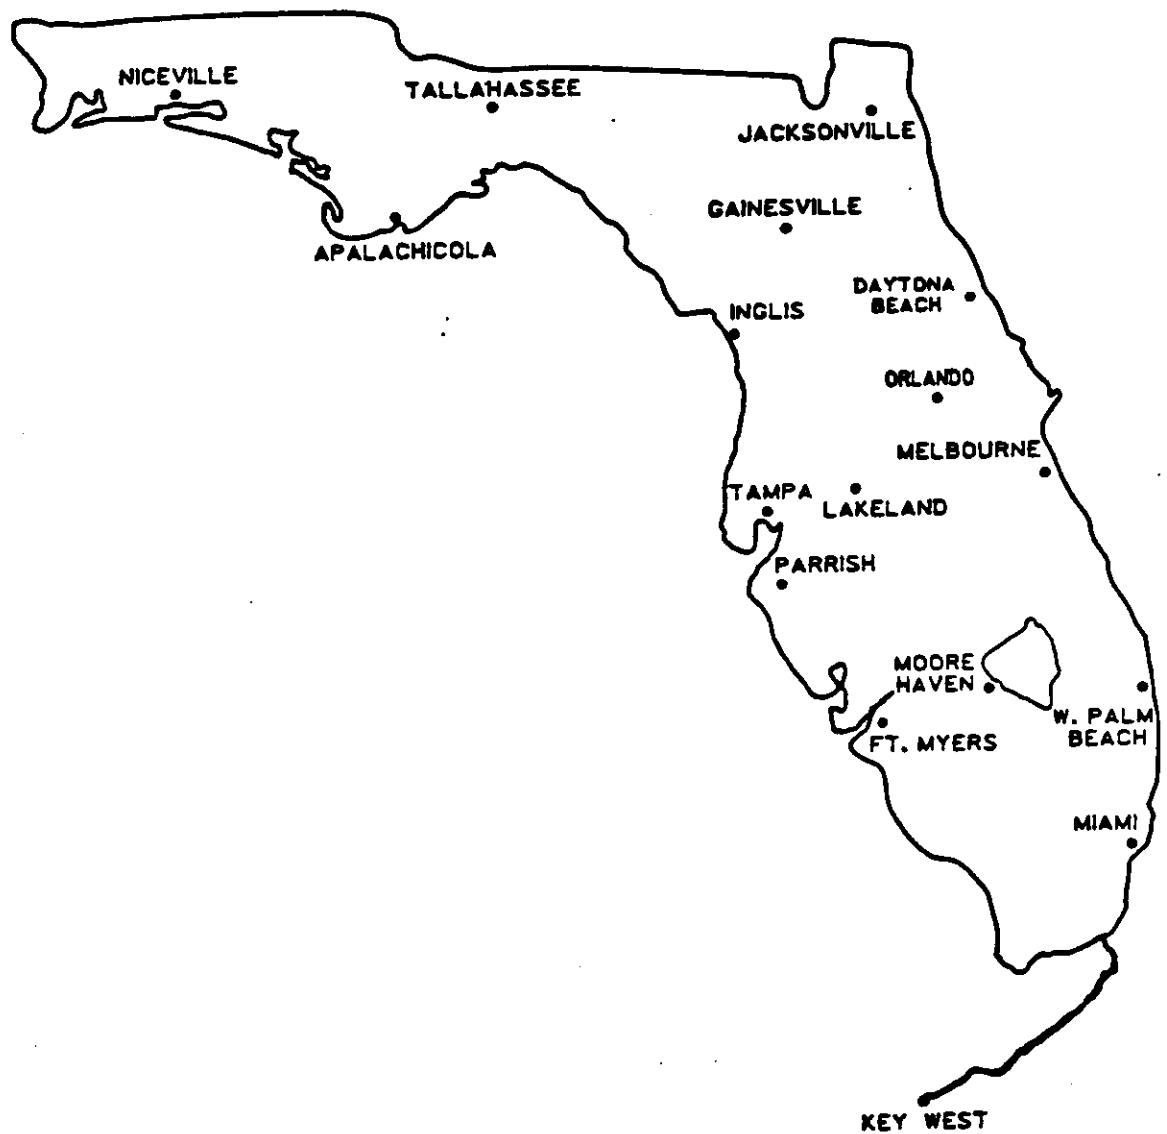 NICEVILLE
TALLAHASSEE
JACKSONVILLE
GAINESVILLE
APALACHICOLA
DAYTONA
BEACH
INGLIS
ORLANDO
MELBOURNE
TAMPA
LAKELAND
PARRISH
MOORE
HAVEN
W. PALM
BEACH
FT. MYERS
MIAMI
KEY WEST